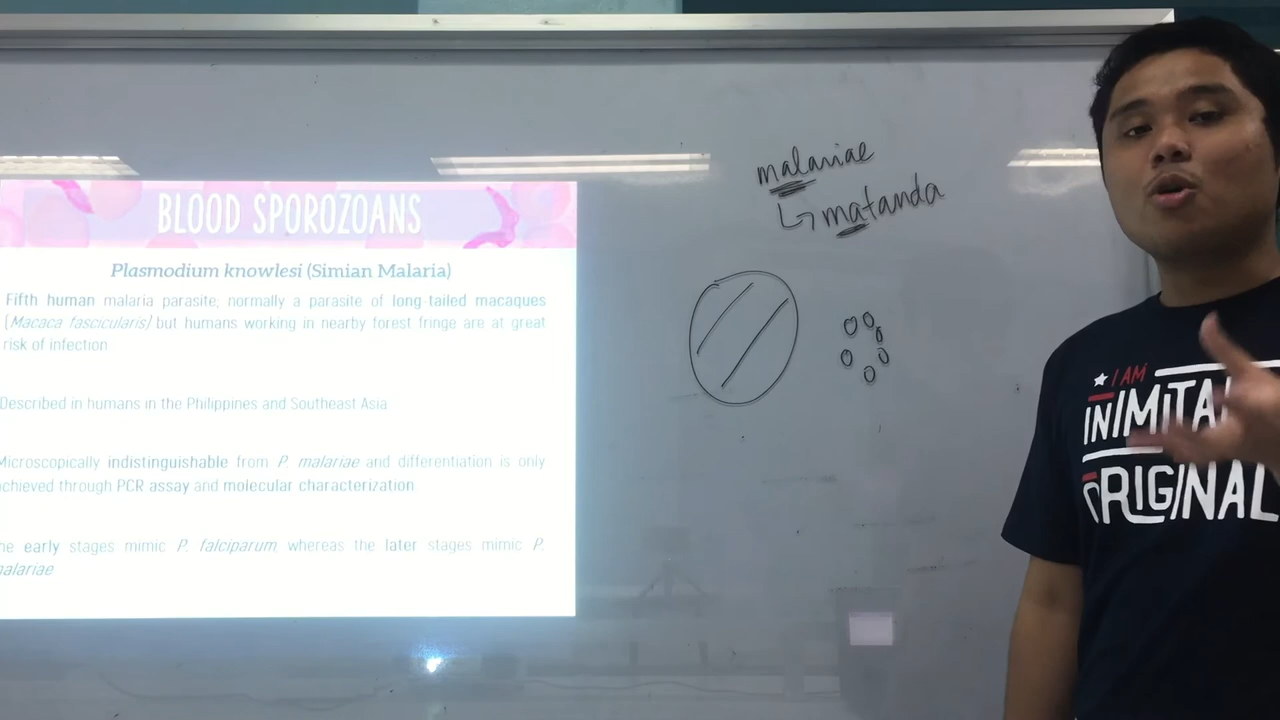 BLOOD SPOROZOANS
Plasmodium knowlesi (Simian Malaria)
Fifth human malaria parasite; normally a parasite of long-tailed macaques
(Macaca fascicularis) but humans working in nearby forest fringe are at great
risk of infection
Described in humans in the Philippines and Southeast Asia
Microscopically indistinguishable from P. malariae and differentiation is only
achieved through PCR assay and molecular characterization
he early stages mimic P. falciparum, whereas the later stages mimic P.
malariae
malariae
matanda
I AM
INIMITA
ORIGINAL